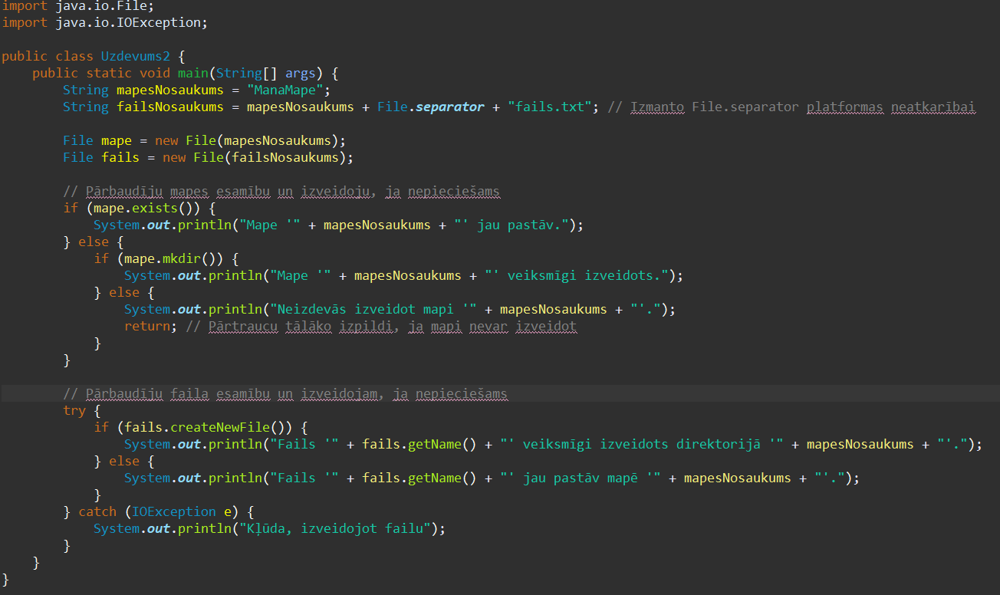 import java.io.File;
import java.io.IOException;

public class Uzdevums2 {
    public static void main(String[] args) {
        String mapesNosaukums = "ManaMape";
        String failsNosaukums = mapesNosaukums + File.separator + "fails.txt"; // Izmanto File.separator platformas neatkarībai

        File mape = new File(mapesNosaukums);
        File fails = new File(failsNosaukums);

        // Pārbaudīju mapes esamību un izveidoju, ja nepieciešams
        if (mape.exists()) {
            System.out.println("Mape '" + mapesNosaukums + "' jau pastāv.");
        } else {
            if (mape.mkdir()) {
                System.out.println("Mape '" + mapesNosaukums + "' veiksmīgi izveidots.");
            } else {
                System.out.println("Neizdevās izveidot mapi '" + mapesNosaukums + "'.");
                return; // Pārtraucu tālāko izpildi, ja mapi nevar izveidot
            }
        }

        // Pārbaudīju faila esamību un izveidojam, ja nepieciešams
        try {
            if (fails.createNewFile()) {
                System.out.println("Fails '" + fails.getName() + "' veiksmīgi izveidots direktorijā '" + mapesNosaukums + "'.");
            } else {
                System.out.println("Fails '" + fails.getName() + "' jau pastāv mapē '" + mapesNosaukums + "'.");
            }
        } catch (IOException e) {
            System.out.println("Kļūda, izveidojot failu");
        }
    }
}